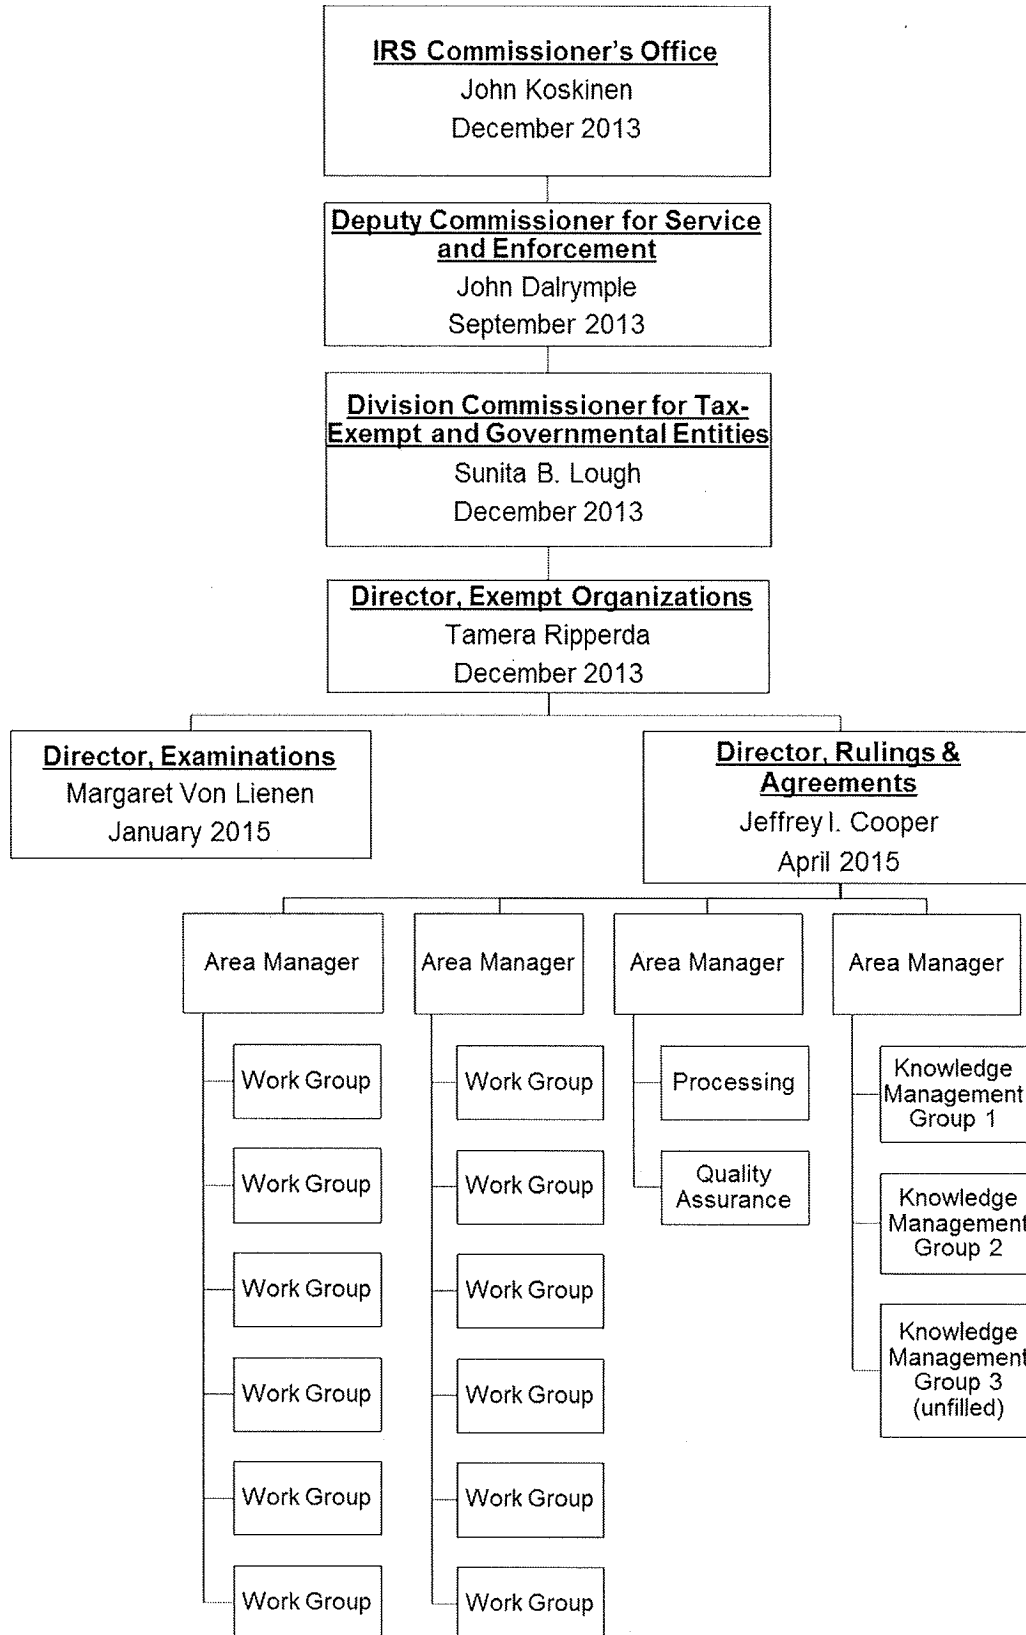 IRS Commissioner's Office
John Koskinen
December 2013
Deputy Commissioner for Service
and Enforcement
John Dalrymple
September 2013
Division Commissioner for Tax-
Exempt and Governmental Entities
Sunita B. Lough
December 2013
Director, Exempt Organizations
Tamera Ripperda
December 2013
Director, Examinations
Margaret Von Lienen
January 2015
Director, Rulings &
Agreements
Jeffrey I. Cooper
April 2015
Area Manager
Work Group
Work Group
Work Group
Work Group
Work Group
Work Group
Area Manager
Work Group
Work Group
Work Group
Work Group
Work Group
Work Group
Area Manager
Processing
Quality
Assurance
Area Manager
Knowledge
Management
Group 1
Knowledge
Management
Group 2
Knowledge
Management
Group 3
(unfilled)